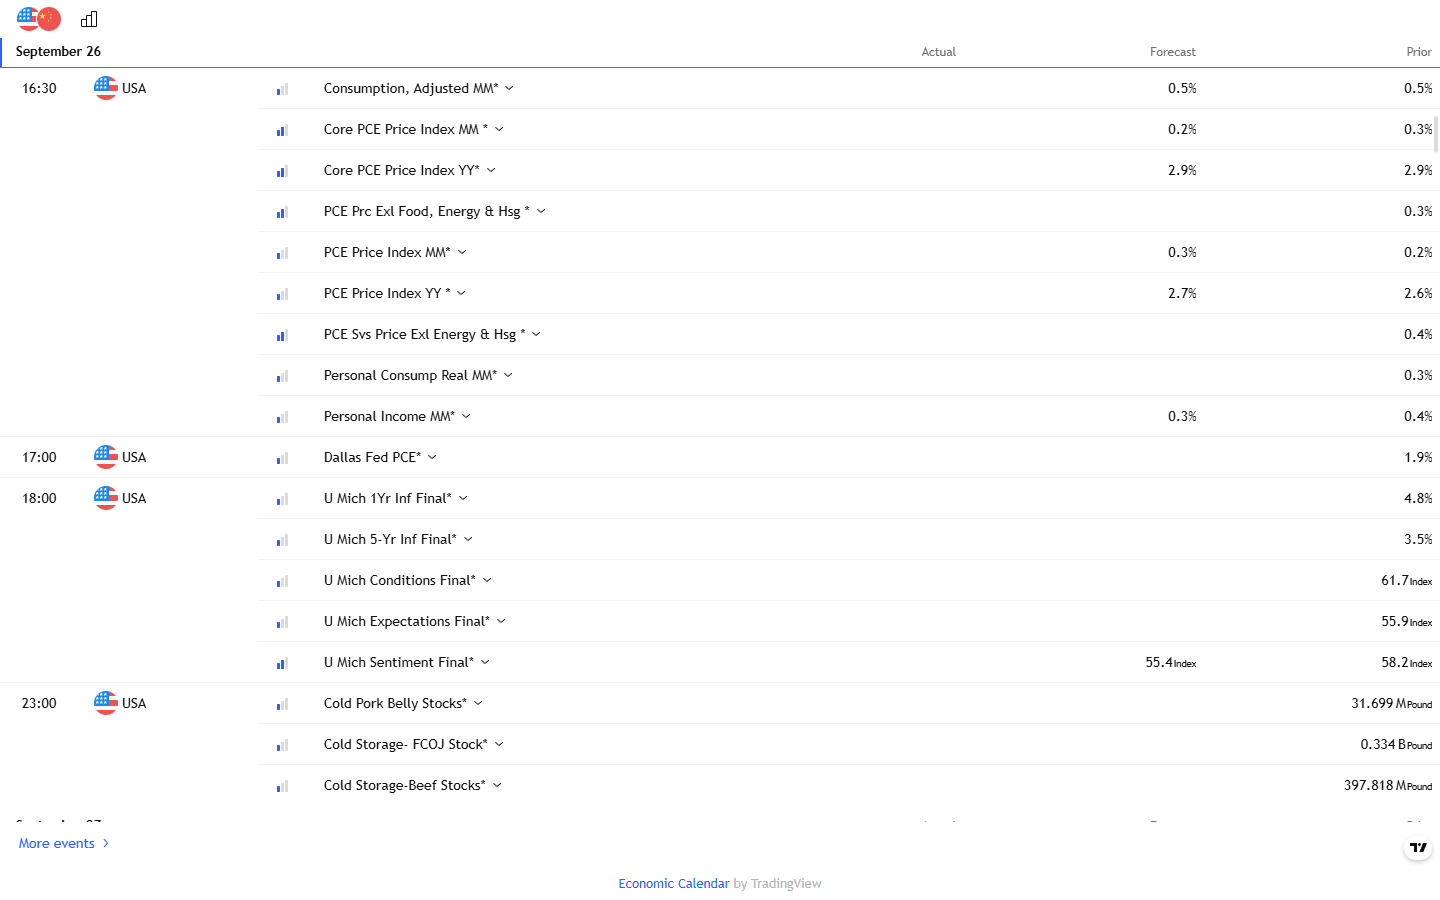 September 26 Actual Forecast Prior
16:30 USA Consumption, Adjusted MM* 0.5% 0.5%
Core PCE Price Index MM * 0.2% 0.3%
Core PCE Price Index YY* 2.9% 2.9%
PCE Prc Exl Food, Energy & Hsg * 0.3%
PCE Price Index MM* 0.3% 0.2%
PCE Price Index YY * 2.7% 2.6%
PCE Svs Price Exl Energy & Hsg * 0.4%
Personal Consump Real MM* 0.3%
Personal Income MM* 0.3% 0.4%
17:00 USA Dallas Fed PCE* 1.9%
18:00 USA U Mich 1Yr Inf Final* 4.8%
U Mich 5-Yr Inf Final* 3.5%
U Mich Conditions Final* 61.7 Index
U Mich Expectations Final* 55.9 Index
U Mich Sentiment Final* 55.4 Index 58.2 Index
23:00 USA Cold Pork Belly Stocks* 31.699 M Pound
Cold Storage- FCOJ Stock* 0.334 B Pound
Cold Storage-Beef Stocks* 397.818 M Pound
More events
Economic Calendar by TradingView